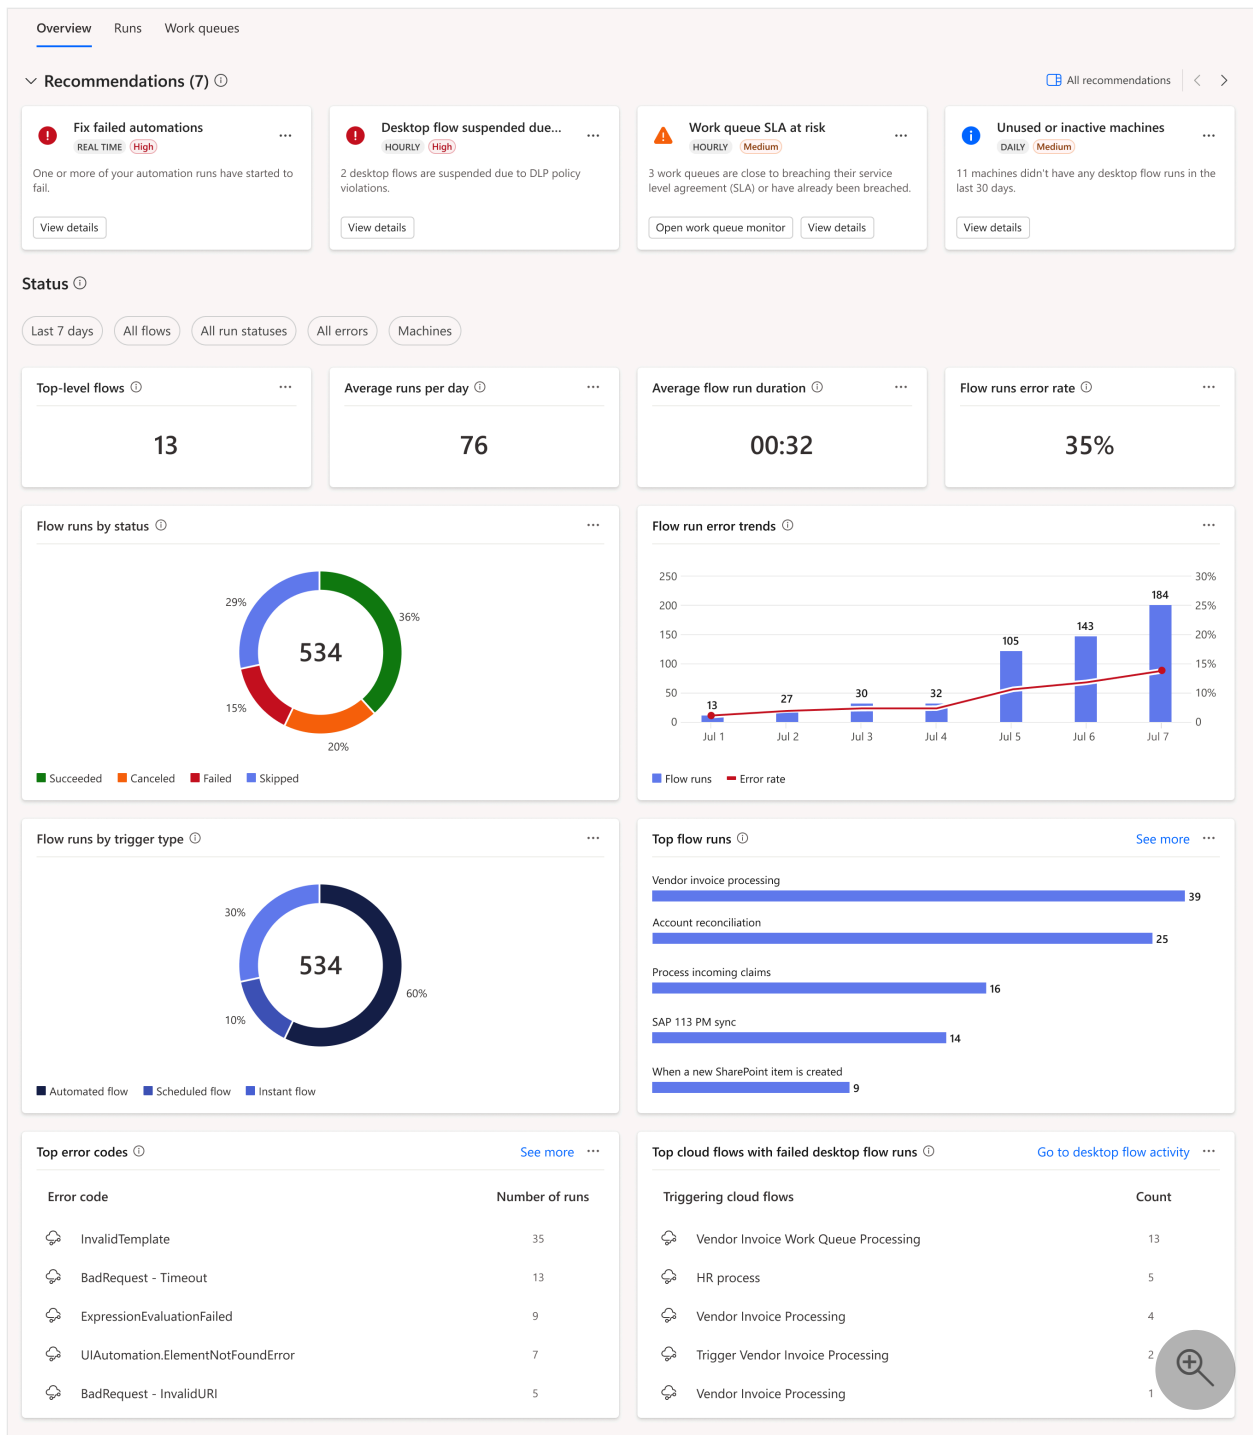 Overview Runs Work queues
Recommendations (7)
All recommendations
Fix failed automations
REAL TIME High
One or more of your automation runs have started to
fail.
View details
Desktop flow suspended due...
HOURLY High
2 desktop flows are suspended due to DLP policy
violations.
View details
Work queue SLA at risk
HOURLY Medium
3 work queues are close to breaching their service
level agreement (SLA) or have already been breached.
Open work queue monitor View details
Unused or inactive machines
DAILY Medium
11 machines didn't have any desktop flow runs in the
last 30 days.
View details
Status
Last 7 days All flows All run statuses All errors Machines
Top-level flows
13
Average runs per day
76
Average flow run duration
00:32
Flow runs error rate
35%
Flow runs by status
29%
36%
534
15%
20%
Succeeded Canceled Failed Skipped
Flow run error trends
250 30%
200 25%
150 20%
100 15%
50 10%
0 0
13 27 30 32 105 143 184
Jul 1 Jul 2 Jul 3 Jul 4 Jul 5 Jul 6 Jul 7
Flow runs Error rate
Flow runs by trigger type
30%
534
60%
10%
Automated flow Scheduled flow Instant flow
Top flow runs See more
Vendor invoice processing
39
Account reconciliation
25
Process incoming claims
16
SAP 113 PM sync
14
When a new SharePoint item is created
9
Top error codes See more
Error code Number of runs
InvalidTemplate 35
BadRequest - Timeout 13
ExpressionEvaluationFailed 9
UIAutomation.ElementNotFoundError 7
BadRequest - InvalidURI 5
Top cloud flows with failed desktop flow runs Go to desktop flow activity
Triggering cloud flows Count
Vendor Invoice Work Queue Processing 13
HR process 5
Vendor Invoice Processing 4
Trigger Vendor Invoice Processing 2
Vendor Invoice Processing 1